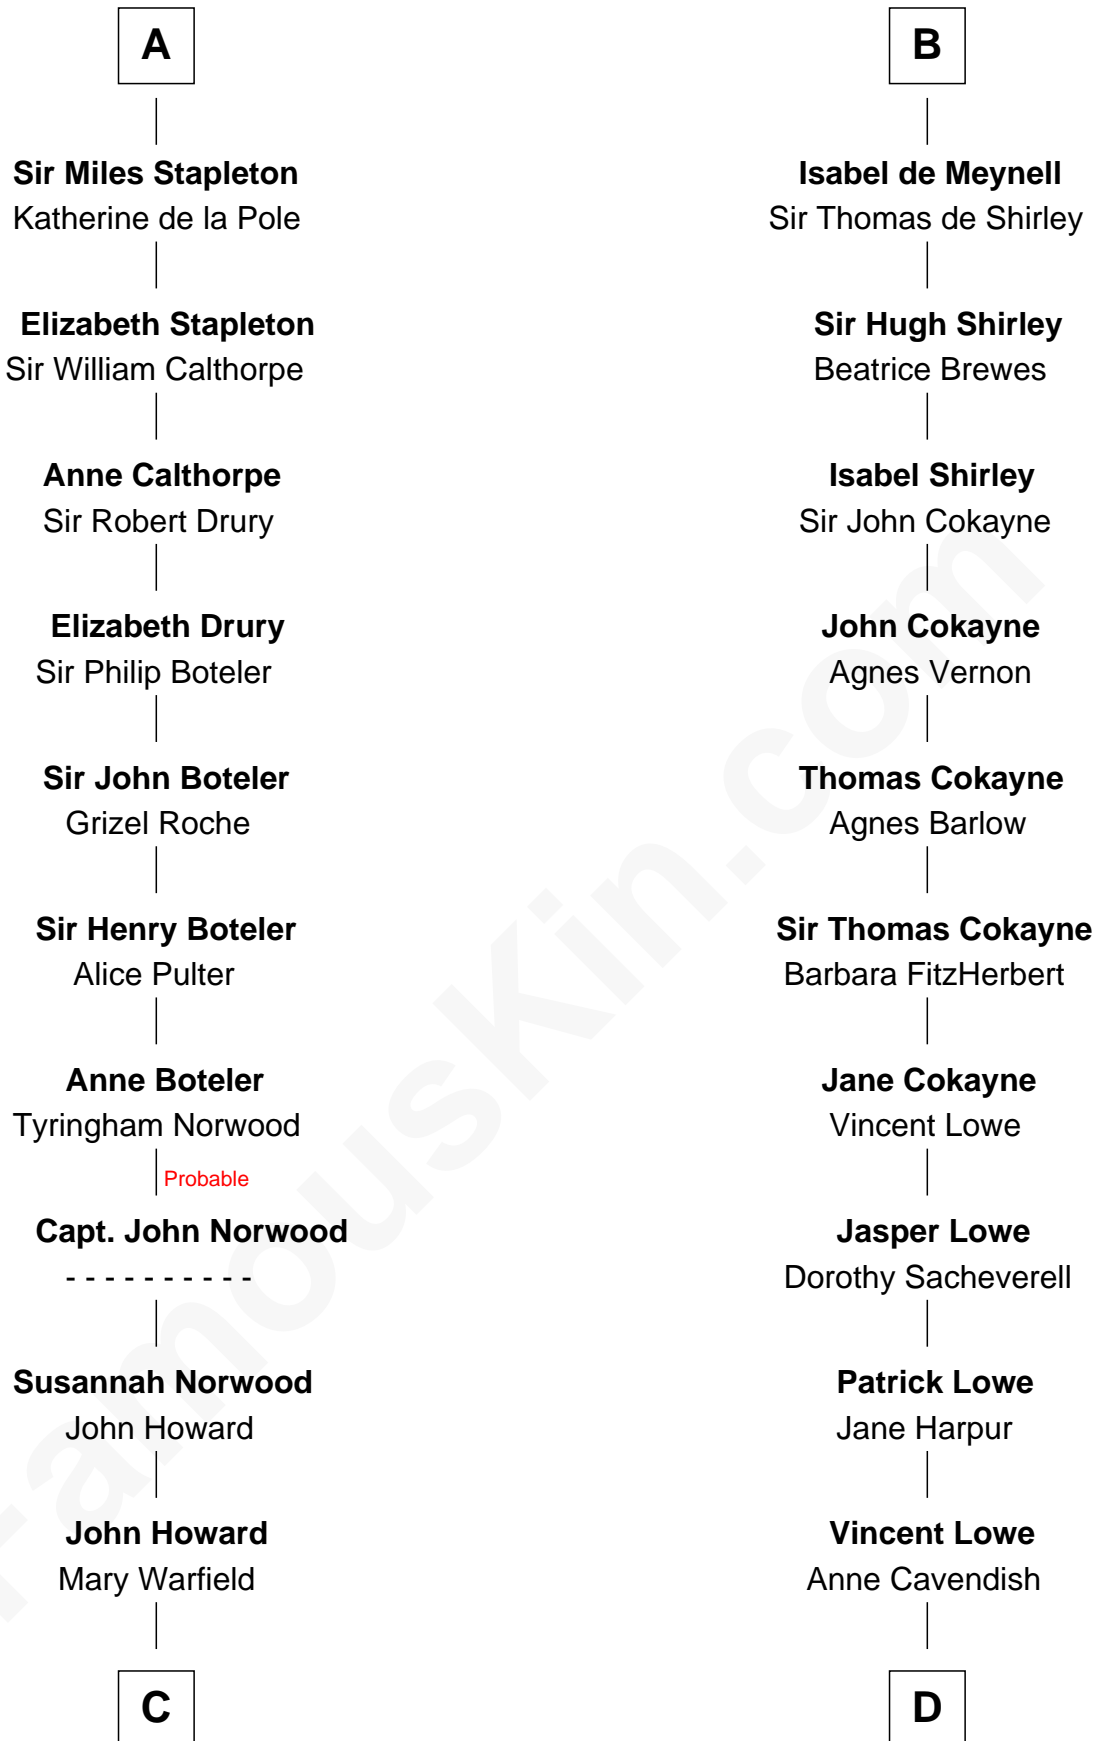 A
Sir Miles Stapleton
Katherine de la Pole
Elizabeth Stapleton
Sir William Calthorpe
Anne Calthorpe
Sir Robert Drury
Elizabeth Drury
Sir Philip Boteler
Sir John Boteler
Grizel Roche
Sir Henry Boteler
Alice Pulter
Anne Boteler
Tyringham Norwood
Probable
Capt. John Norwood
- - - - - - - - - -
Susannah Norwood
John Howard
John Howard
Mary Warfield
C
B
Isabel de Meynell
Sir Thomas de Shirley
Sir Hugh Shirley
Beatrice Brewes
Isabel Shirley
Sir John Cokayne
John Cokayne
Agnes Vernon
Thomas Cokayne
Agnes Barlow
Sir Thomas Cokayne
Barbara FitzHerbert
Jane Cokayne
Vincent Lowe
Jasper Lowe
Dorothy Sacheverell
Patrick Lowe
Jane Harpur
Vincent Lowe
Anne Cavendish
D
FamousKin.com